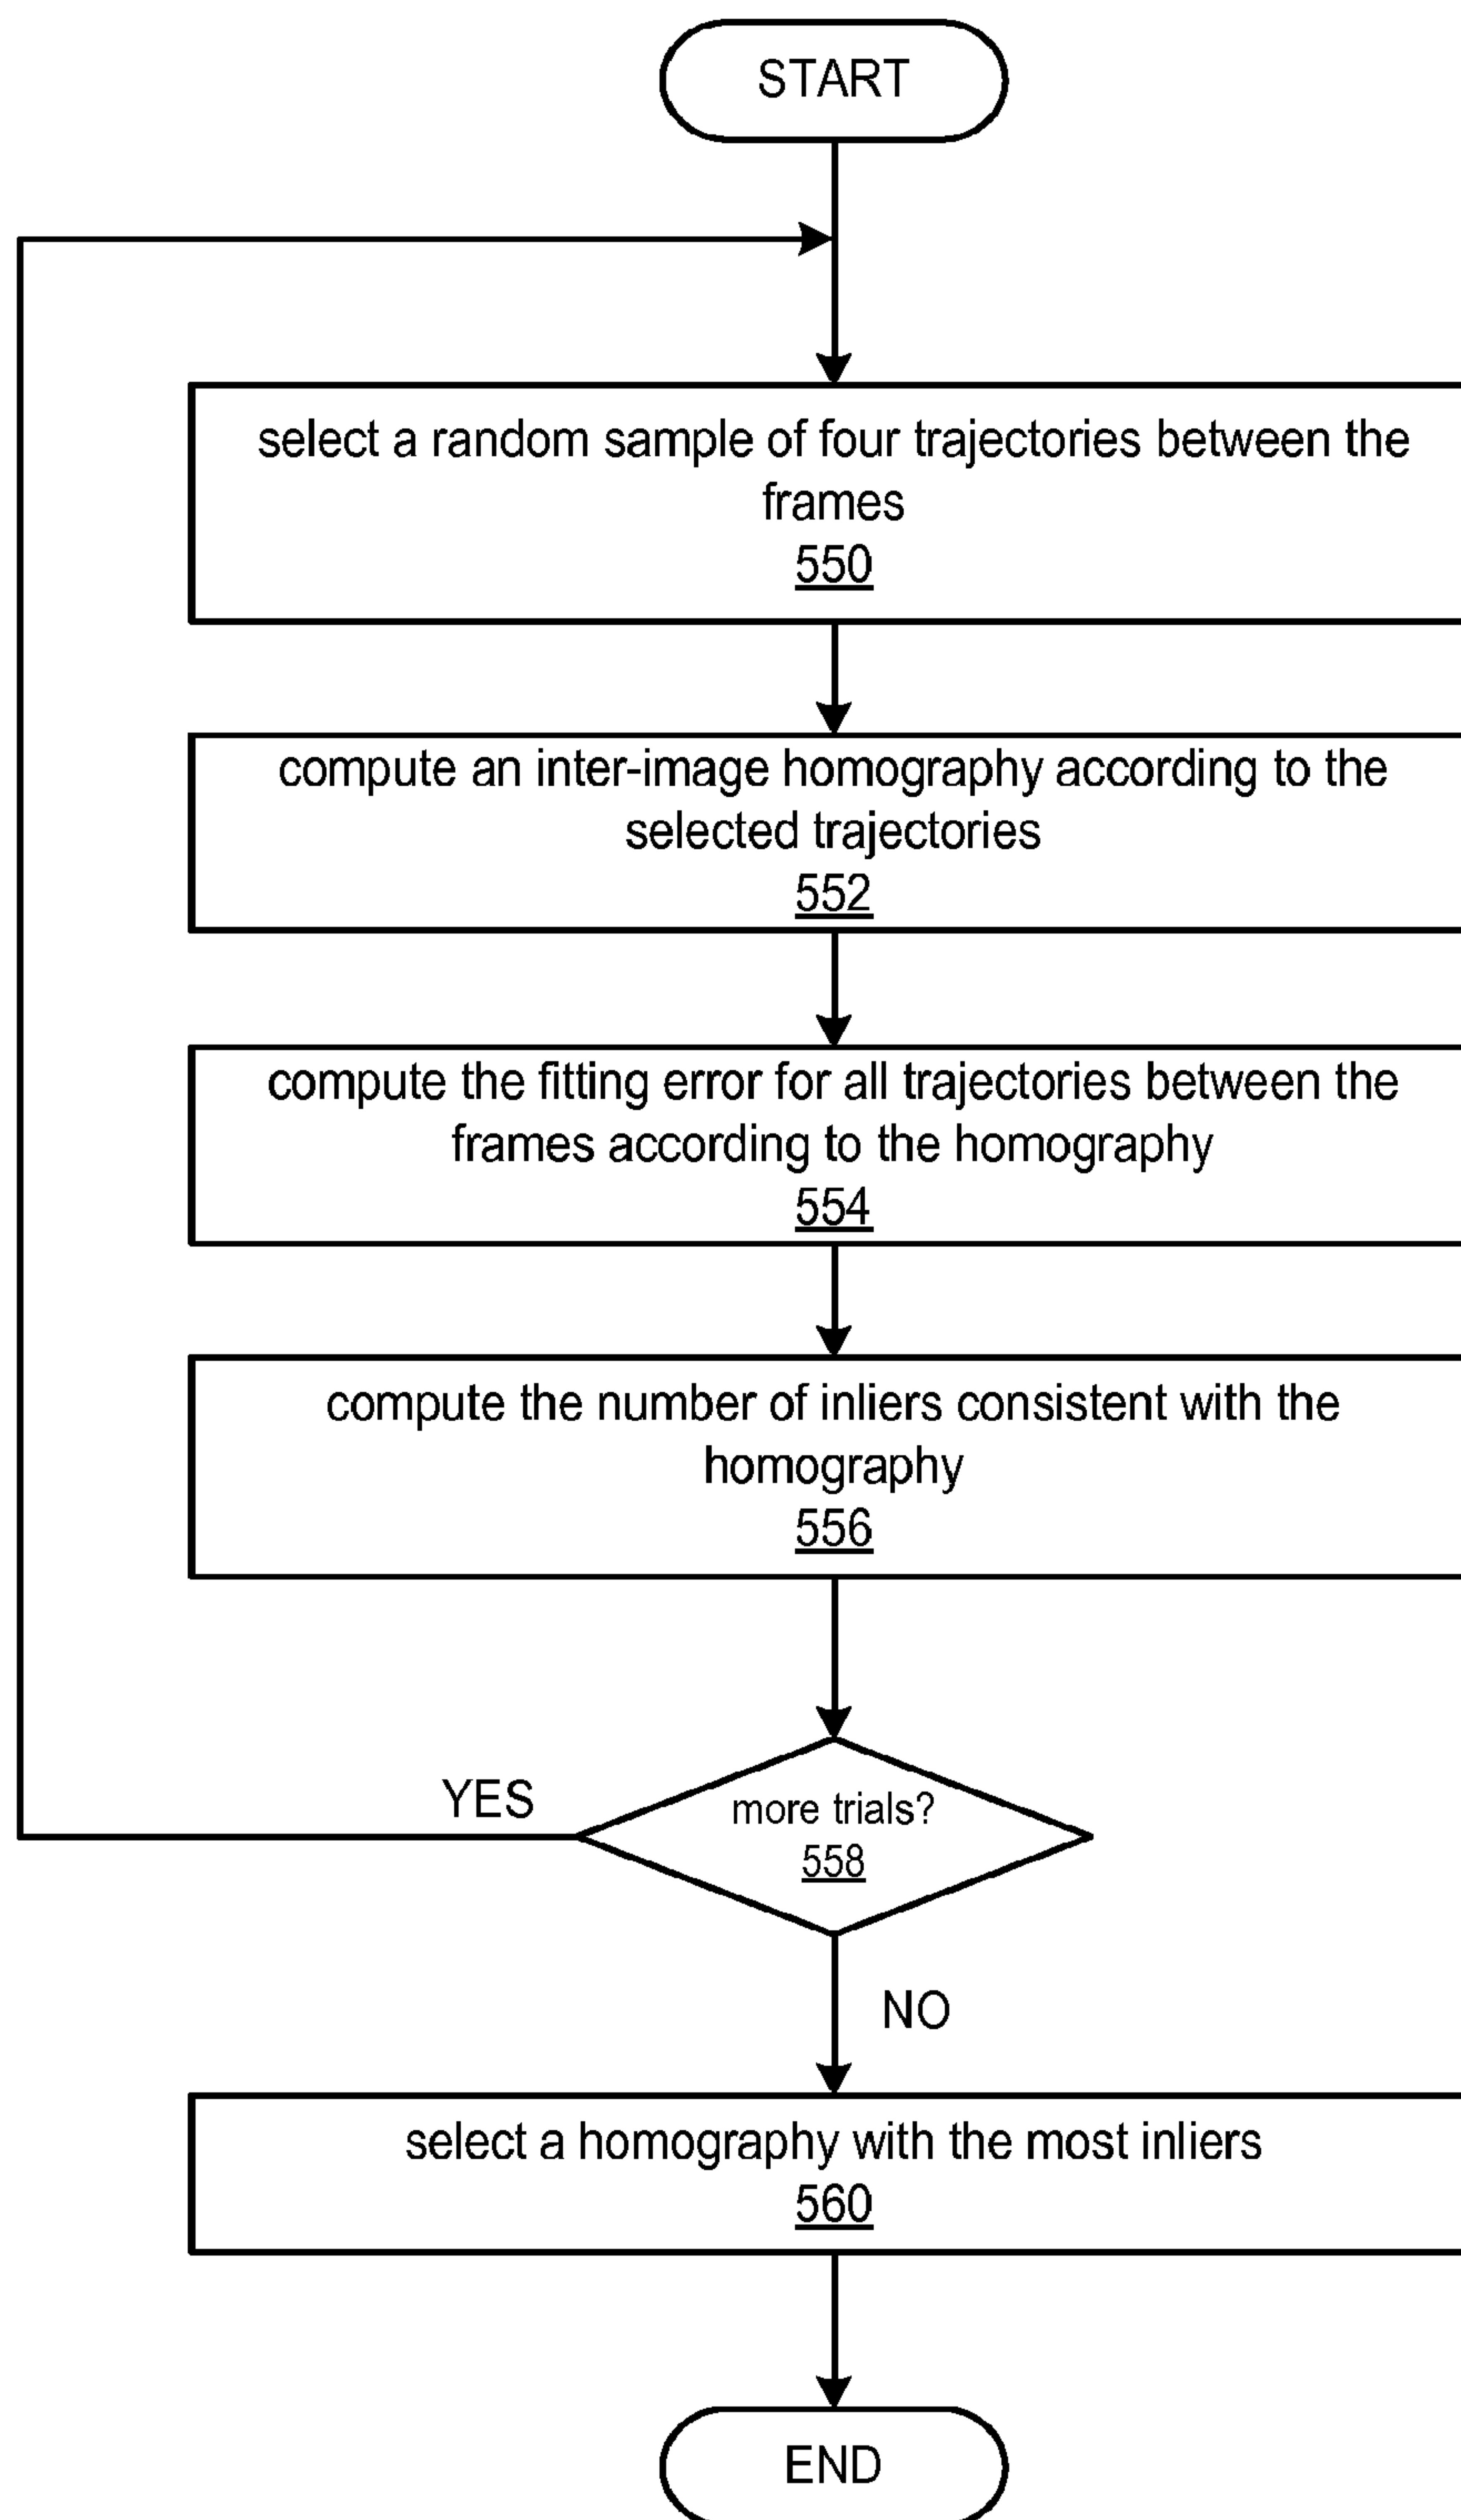 START
select a random sample of four trajectories between the
frames
550
compute an inter-image homography according to the
selected trajectories
552
compute the fitting error for all trajectories between the
frames according to the homography
554
compute the number of inliers consistent with the
homography
556
YES
more trials?
558
NO
select a homography with the most inliers
560
END